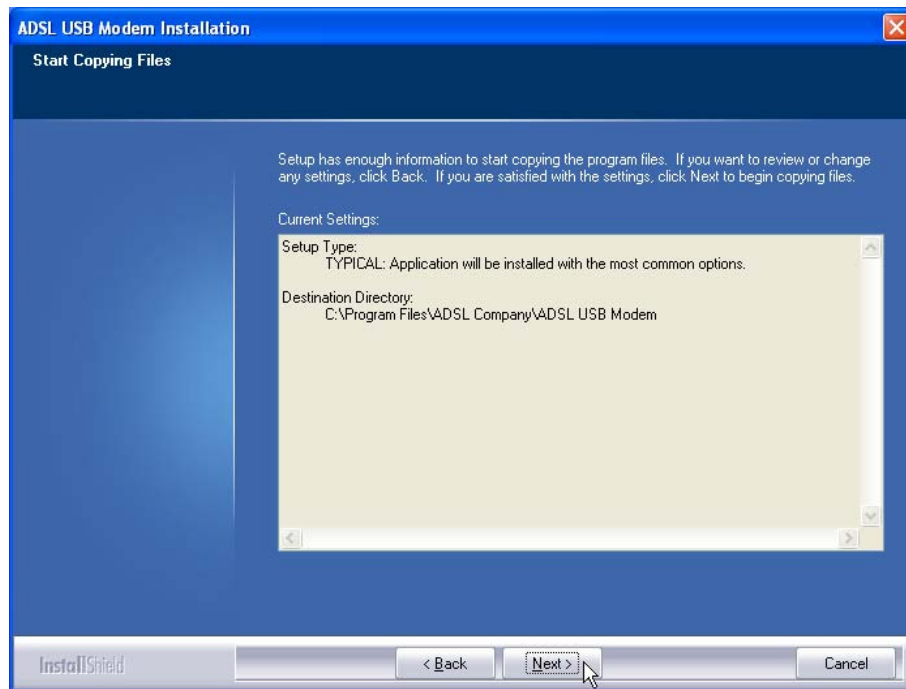 ADSL USB Modem Installation
Start Copying Files
Setup has enough information to start copying the program files. If you want to review or change
any settings, click Back. If you are satisfied with the settings, click Next to begin copying files.
Current Settings:
Setup Type:
TYPICAL: Application will be installed with the most common options.
Destination Directory:
C:\Program Files\ADSL Company\ADSL USB Modem
InstallShield
< Back
Next >
Cancel